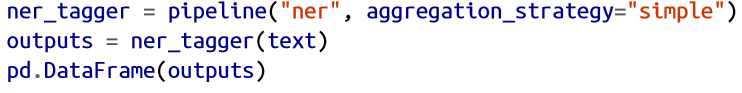 ner_tagger = pipeline("ner", aggregation_strategy="simple")
outputs = ner_tagger(text)
pd.DataFrame(outputs)